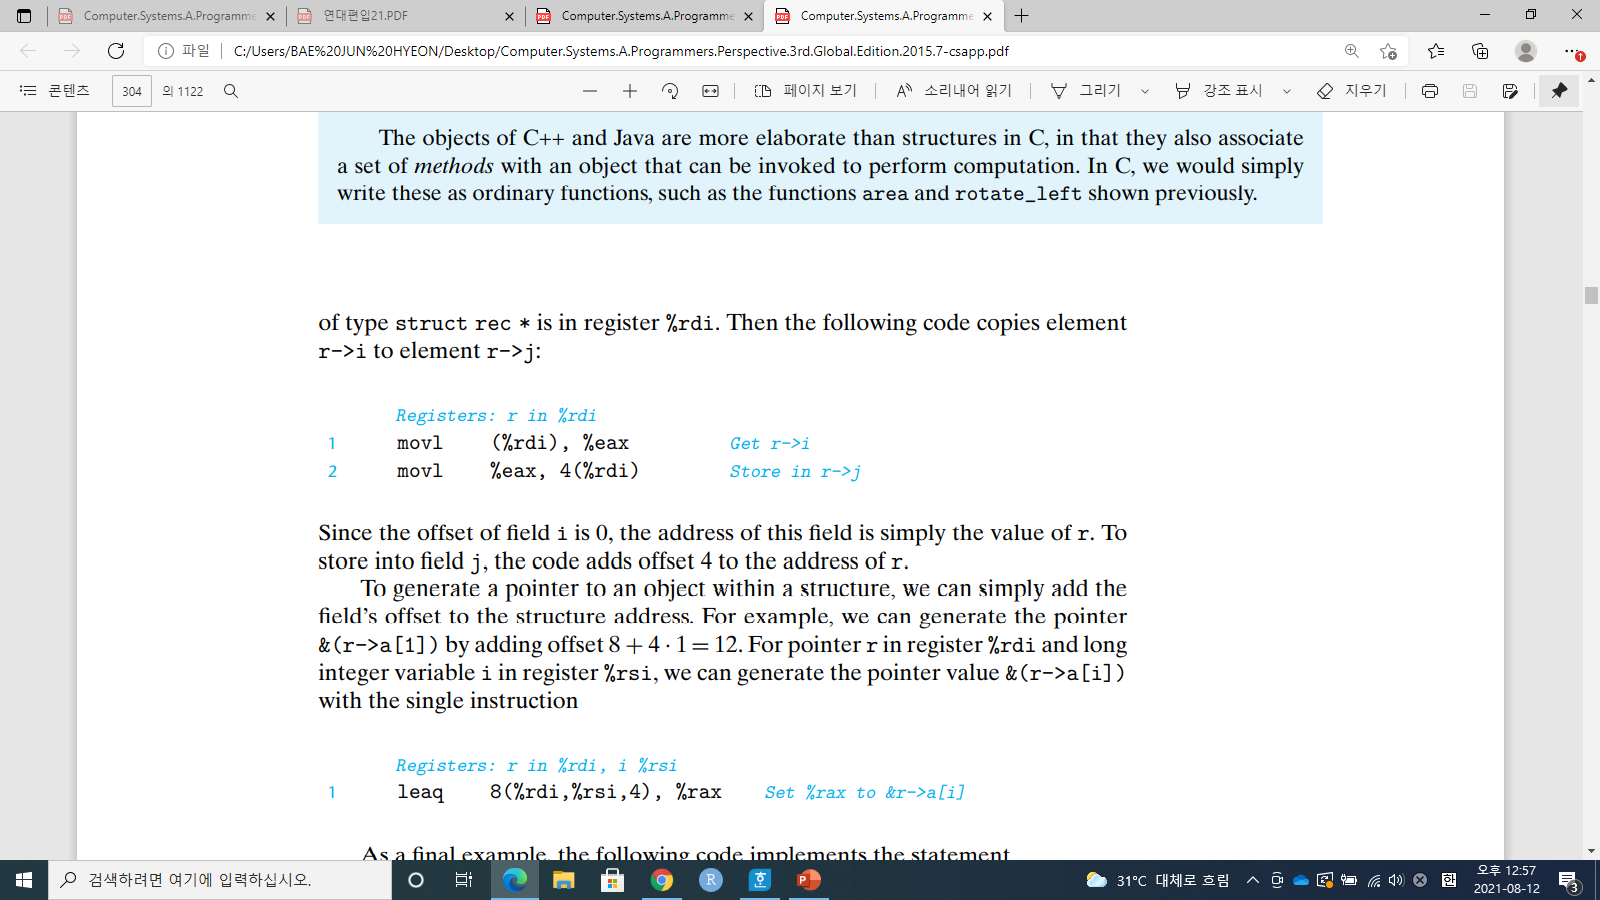 Computer.Systems.A.Programme
연대편입21.PDF
Computer.Systems.A.Programme
Computer.Systems.A.Programme
파일
C:/Users/BAE%20JUN%20HYEON/Desktop/Computer.Systems.A.Programmers.Perspective.3rd.Global.Edition.2015.7-csapp.pdf
콘텐츠
304
의 1122
페이지 보기
소리내어 읽기
그리기
강조 표시
지우기
The objects of C++ and Java are more elaborate than structures in C, in that they also associate
a set of methods with an object that can be invoked to perform computation. In C, we would simply
write these as ordinary functions, such as the functions area and rotate_left shown previously.
of type struct rec * is in register %rdi. Then the following code copies element
r->i to element r->j:
Registers: r in %rdi
1 movl (%rdi), %eax Get r->i
2 movl %eax, 4(%rdi) Store in r->j
Since the offset of field i is 0, the address of this field is simply the value of r. To
store into field j, the code adds offset 4 to the address of r.
To generate a pointer to an object within a structure, we can simply add the
field's offset to the structure address. For example, we can generate the pointer
&(r->a[1]) by adding offset 8 + 4 · 1 = 12. For pointer r in register %rdi and long
integer variable i in register %rsi, we can generate the pointer value &(r->a[i])
with the single instruction
Registers: r in %rdi, i %rsi
1 leaq 8(%rdi,%rsi,4), %rax Set %rax to &r->a[i]
As a final example, the following code implements the statement
검색하려면 여기에 입력하십시오.
31°C 대체로 흐림
한
오후 12:57
2021-08-12
3